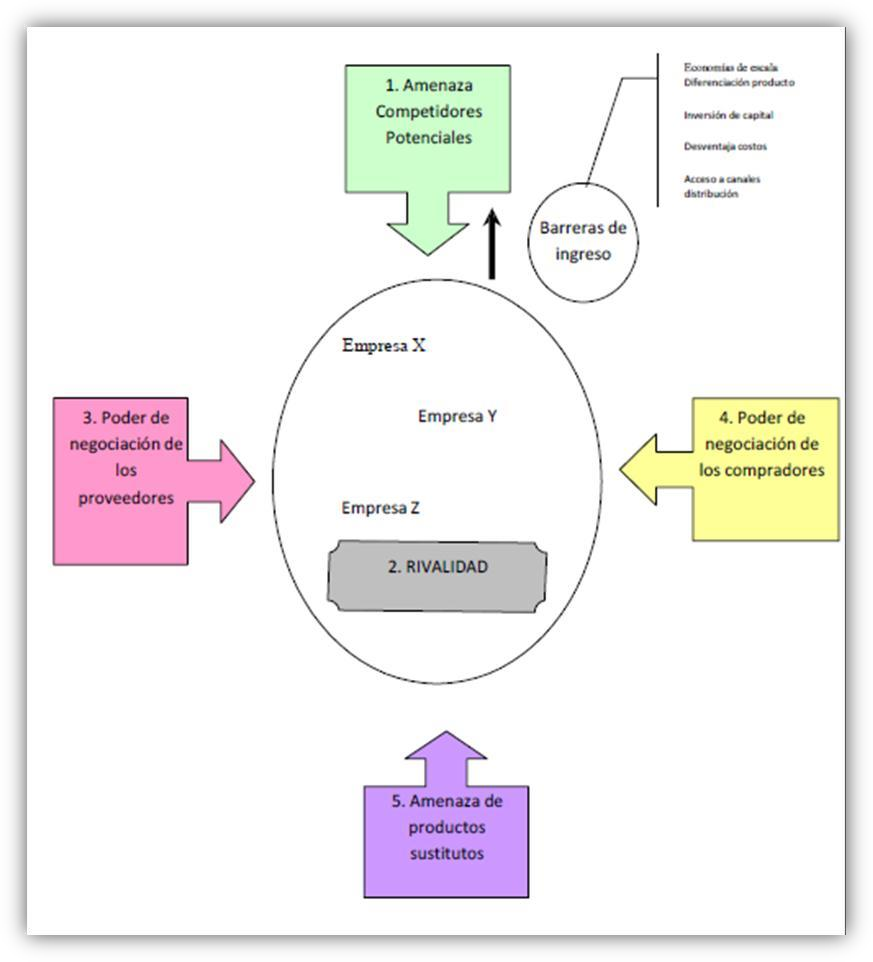 1. Amenaza
Competidores
Potenciales
Economías de escala
Diferenciación producto
Inversión de capital
Desventaja costos
Acceso a canales
distribución
Barreras de
ingreso
Empresa X
Empresa Y
Empresa Z
2. RIVALIDAD
3. Poder de
negociación de
los
proveedores
4. Poder de
negociación de
los compradores
5. Amenaza de
productos
sustitutos